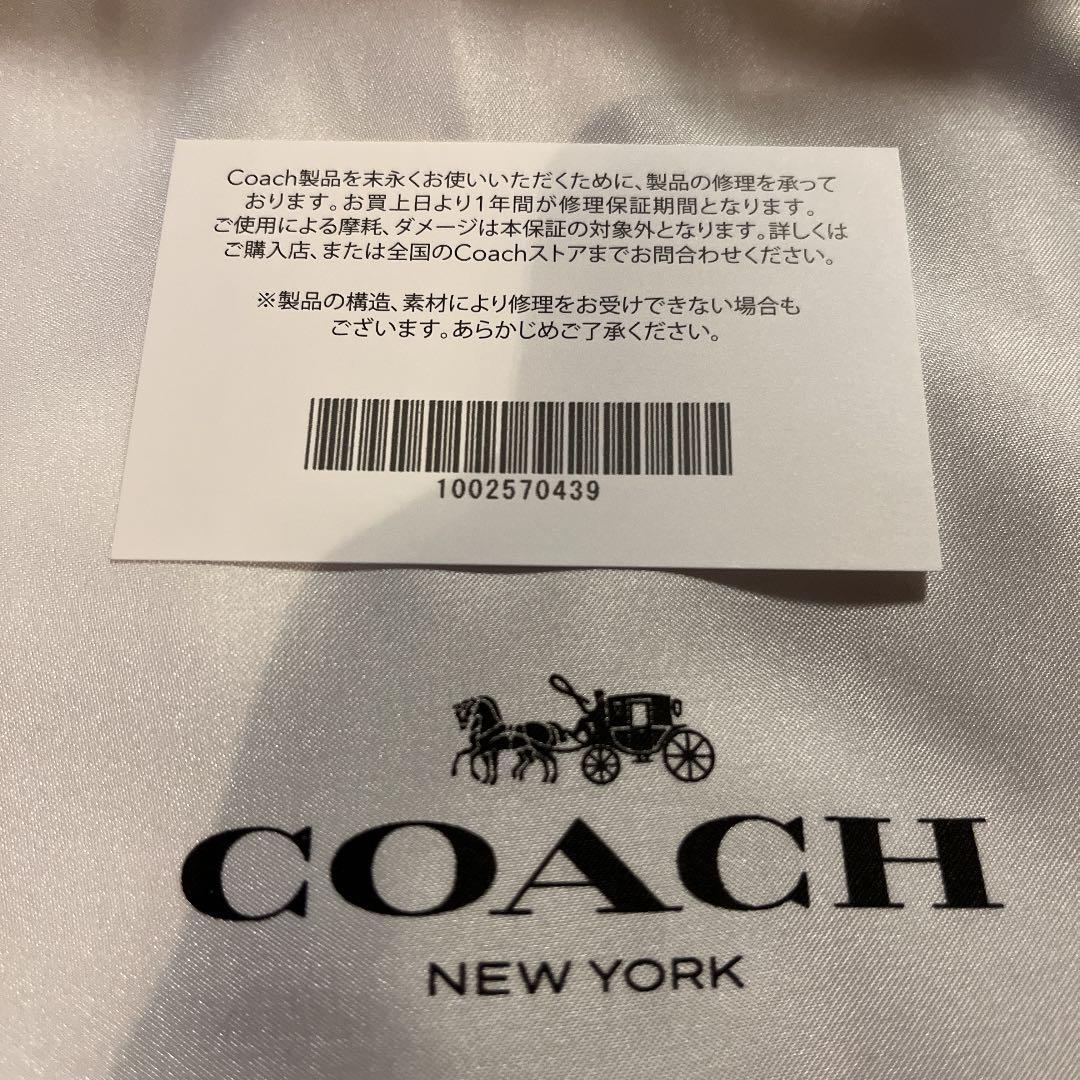 Coach製品を末永くお使いいただくために、製品の修理を承って
おります。お買上日より1年間が修理保証期間となります。
ご使用による摩耗、ダメージは本保証の対象外となります。詳しくは
ご購入店、または全国のCoachストアまでお問合わせください。
※製品の構造、素材により修理をお受けできない場合も
ございます。あらかじめご了承ください。
1002570439
COACH
NEW YORK